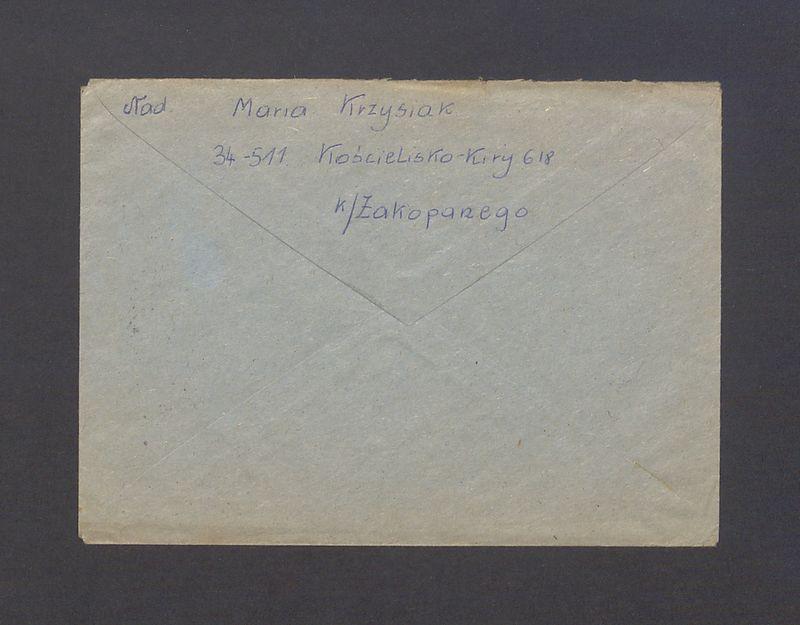 Nad. Maria Krzysiak
34-511 Kościelisko-Kiry 618
k/Zakopanego